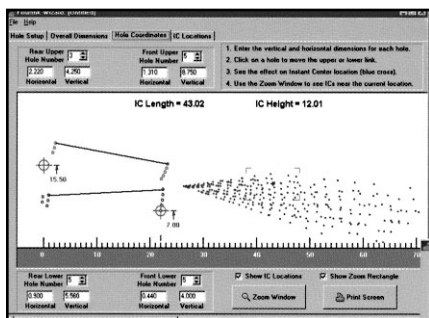 File Help
Hole Setup Overall Dimensions Hole Coordinates IC Locations
Rear Upper Hole Number 3
2.220 4.250
Horizontal Vertical
Front Upper Hole Number 5
1.310 8.750
Horizontal Vertical
1. Enter the vertical and horizontal dimensions for each hole.
2. Click on a hole to move the upper or lower link.
3. See the effect on Instant Center location (blue cross).
4. Use the Zoom Window to see ICs near the current location.
IC Length = 43.02 IC Height = 12.01
15.50
7.00
0 10 20 30 40 50 60 70
Rear Lower Hole Number 5
0.900 5.560
Horizontal Vertical
Front Lower Hole Number 5
0.440 4.000
Horizontal Vertical
Show IC Locations Show Zoom Rectangle
Zoom Window Print Screen